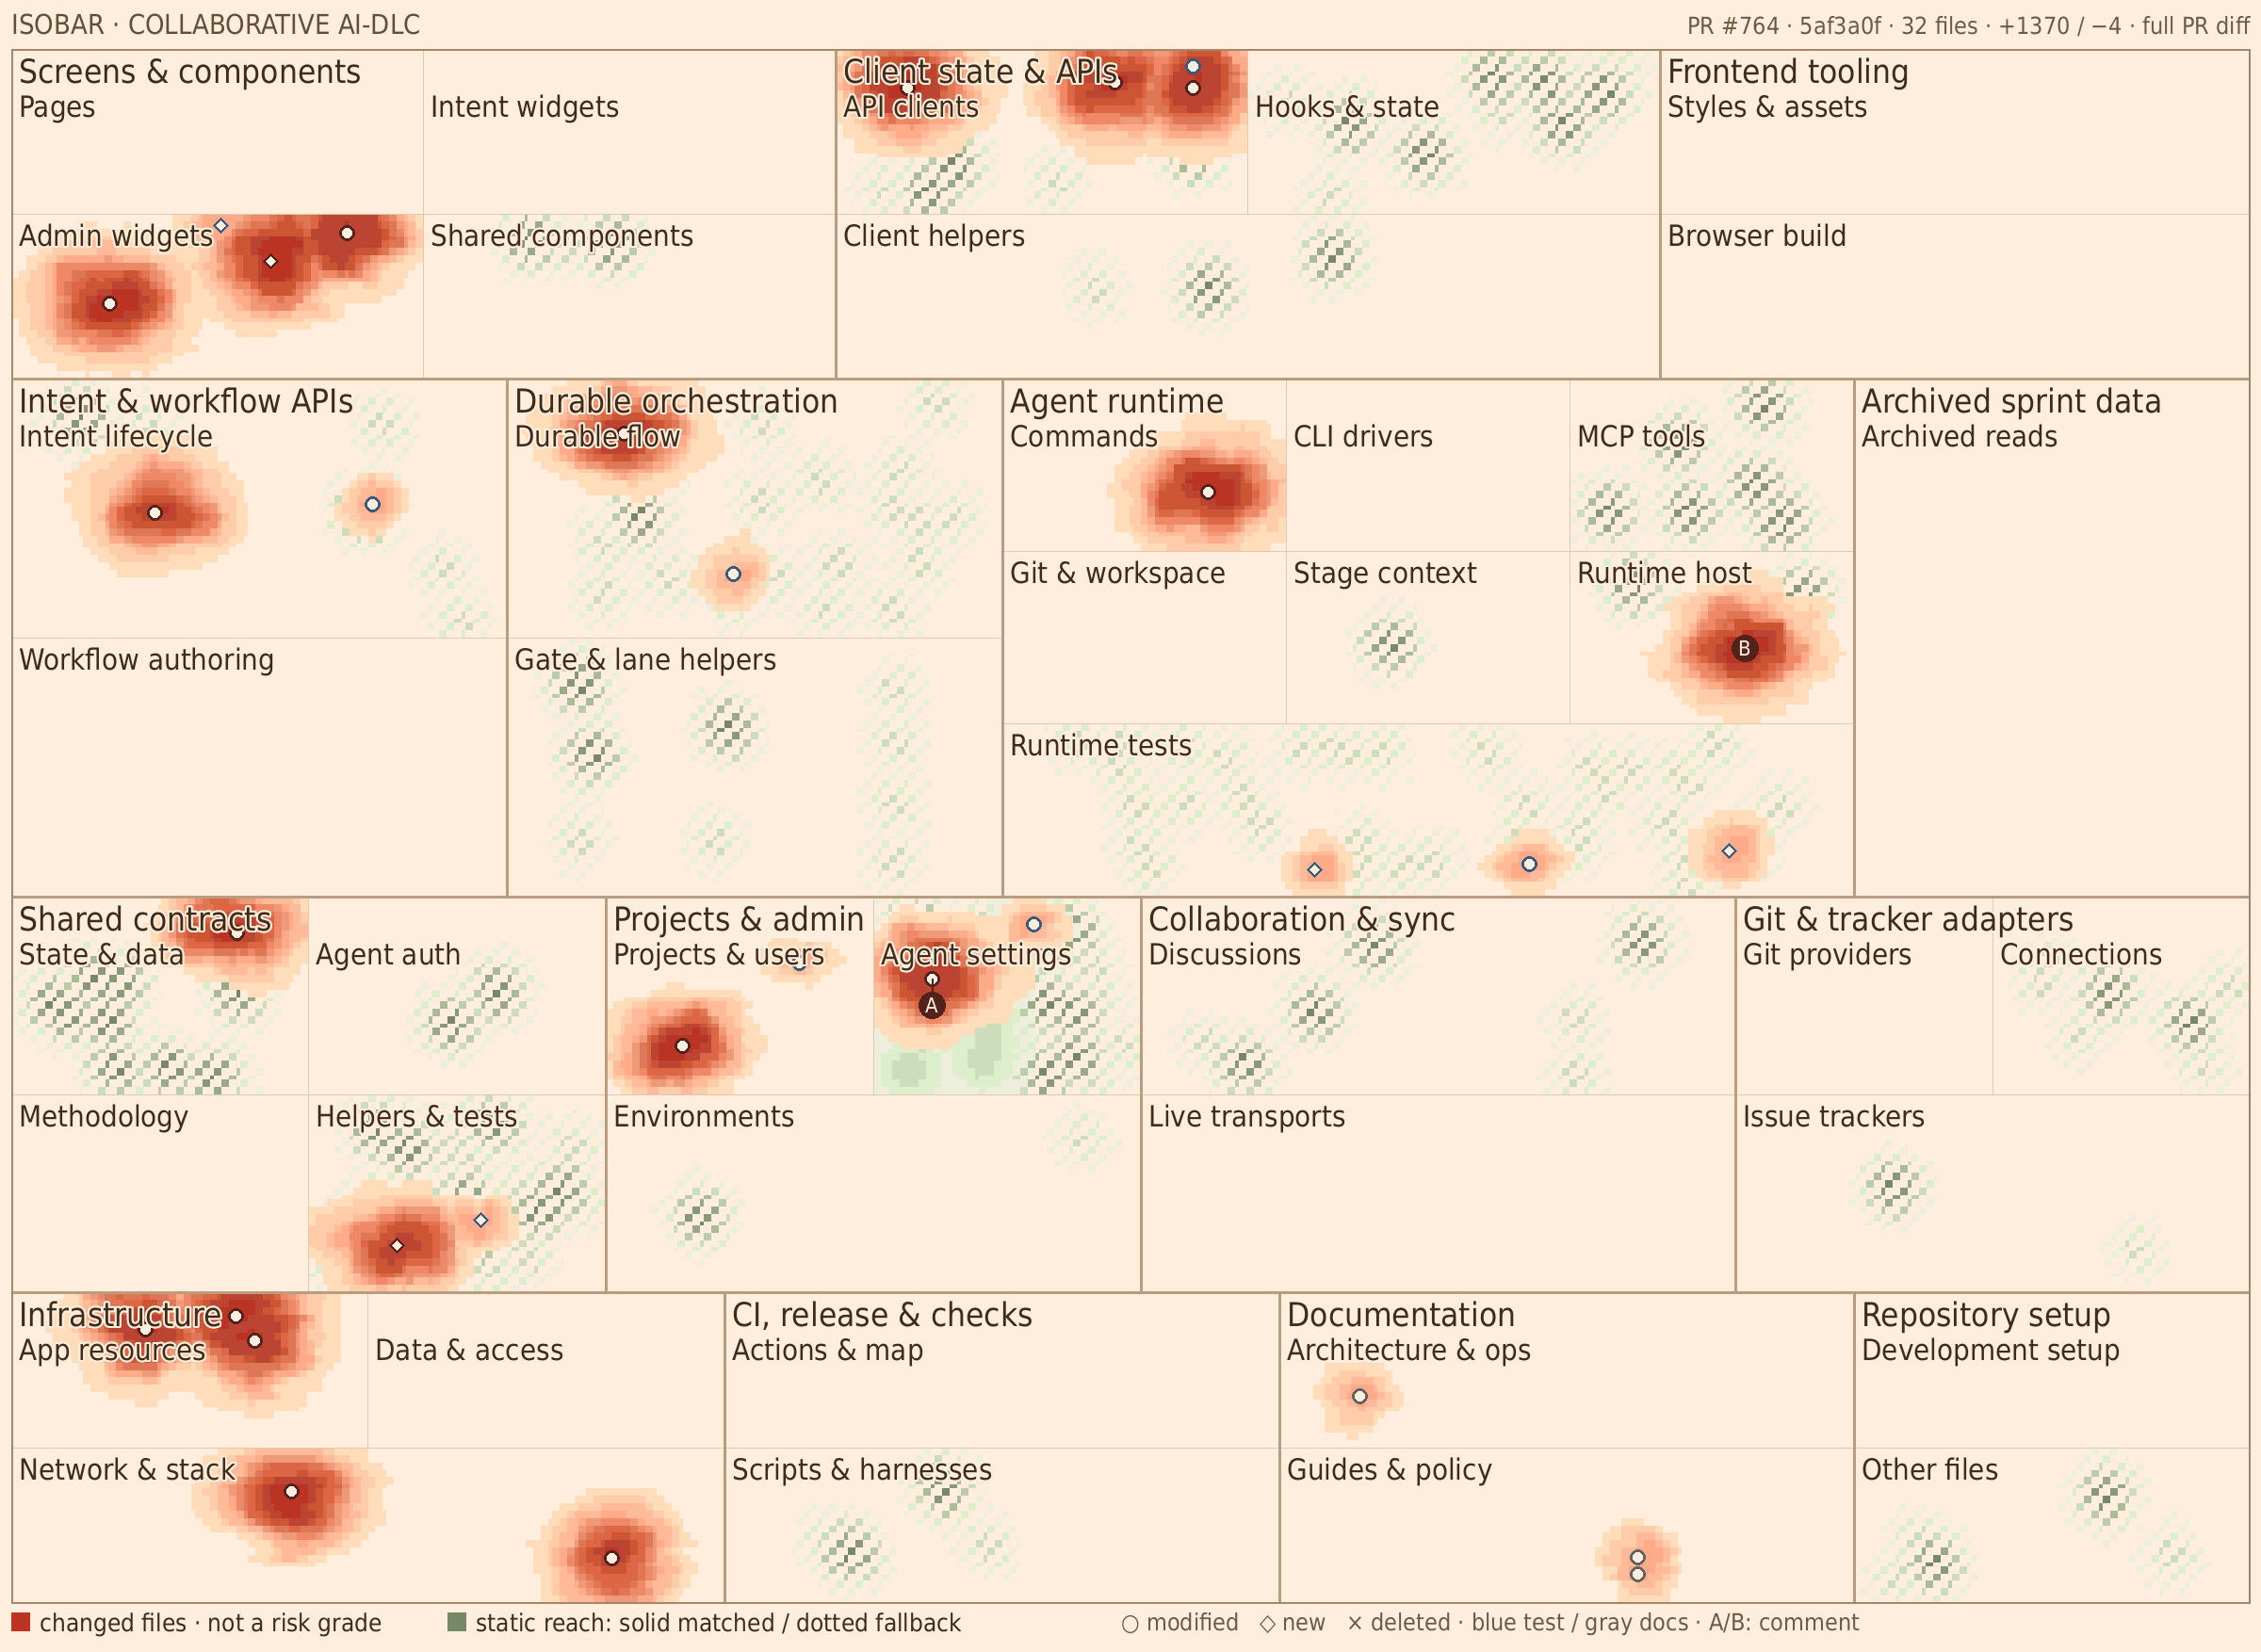 ISOBAR · COLLABORATIVE AI-DLC
PR #764 · 5af3a0f · 32 files · +1370 / −4 · full PR diff
Screens & components
Pages
Intent widgets
Client state & APIs
API clients
Hooks & state
Frontend tooling
Styles & assets
Admin widgets
Shared components
Client helpers
Browser build
Intent & workflow APIs
Intent lifecycle
Durable orchestration
Durable flow
Agent runtime
Commands
CLI drivers
MCP tools
Archived sprint data
Archived reads
Git & workspace
Stage context
Runtime host
B
Workflow authoring
Gate & lane helpers
Runtime tests
Shared contracts
State & data
Agent auth
Projects & admin
Projects & users
Agent settings
A
Collaboration & sync
Discussions
Git & tracker adapters
Git providers
Connections
Methodology
Helpers & tests
Environments
Live transports
Issue trackers
Infrastructure
App resources
Data & access
CI, release & checks
Actions & map
Documentation
Architecture & ops
Repository setup
Development setup
Network & stack
Scripts & harnesses
Guides & policy
Other files
changed files · not a risk grade
static reach: solid matched / dotted fallback
○ modified ◇ new × deleted · blue test / gray docs · A/B: comment